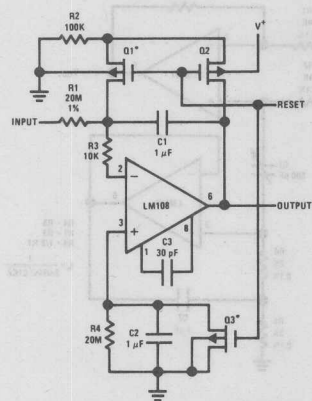 R2
100K
Q1*
Q2
V+
R1
20M
1%
INPUT
RESET
C1
1 µF
R3
10K
2
−
LM108
6
OUTPUT
3
+
1
8
C3
30 pF
R4
20M
C2
1 µF
Q3*